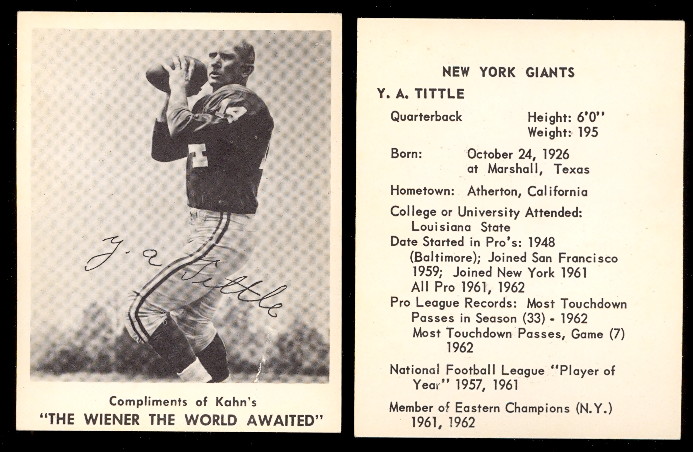 4
y. a Tittle
Compliments of Kahn's
"THE WIENER THE WORLD AWAITED"
NEW YORK GIANTS
Y. A. TITTLE
Quarterback Height: 6'0"
Weight: 195
Born: October 24, 1926
at Marshall, Texas
Hometown: Atherton, California
College or University Attended:
Louisiana State
Date Started in Pro's: 1948
(Baltimore); Joined San Francisco
1959; Joined New York 1961
All Pro 1961, 1962
Pro League Records: Most Touchdown
Passes in Season (33) - 1962
Most Touchdown Passes, Game (7)
1962
National Football League "Player of
Year" 1957, 1961
Member of Eastern Champions (N.Y.)
1961, 1962